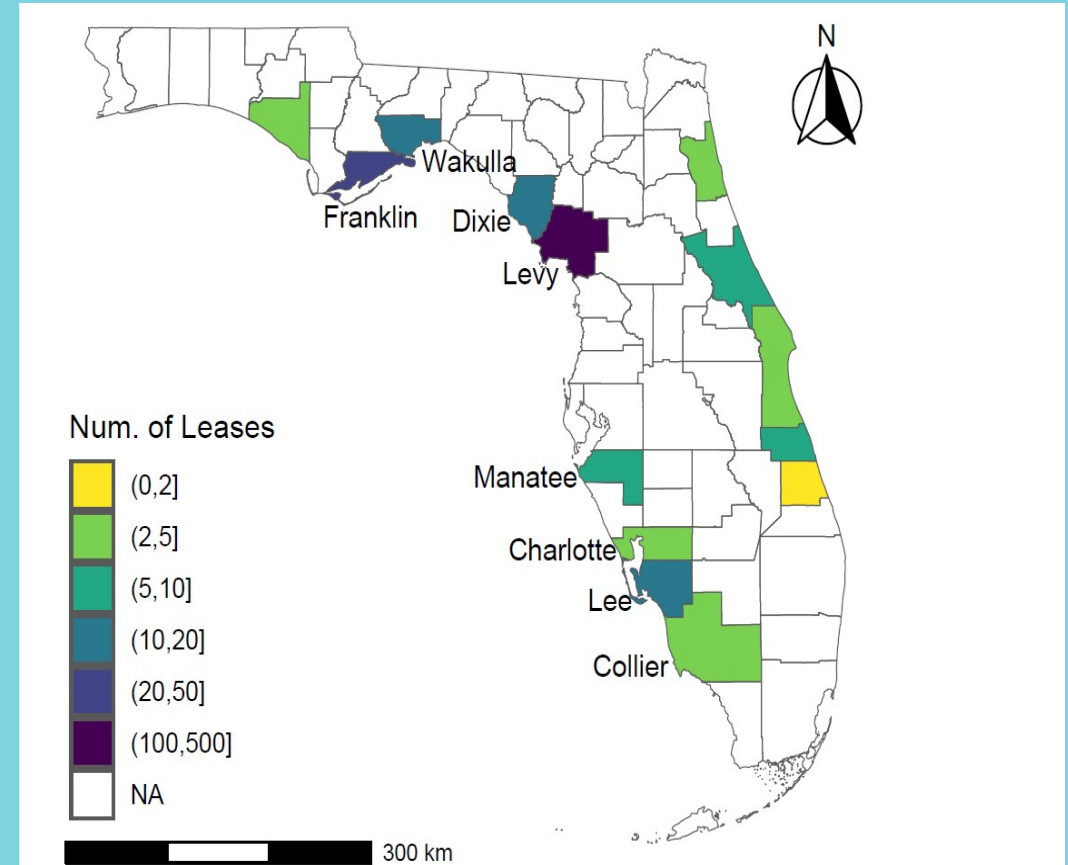 N
Wakulla
Franklin
Dixie
Levy
Num. of Leases
(0,2]
(2,5]
(5,10]
(10,20]
(20,50]
(100,500]
NA
Manatee
Charlotte
Lee
Collier
300 km